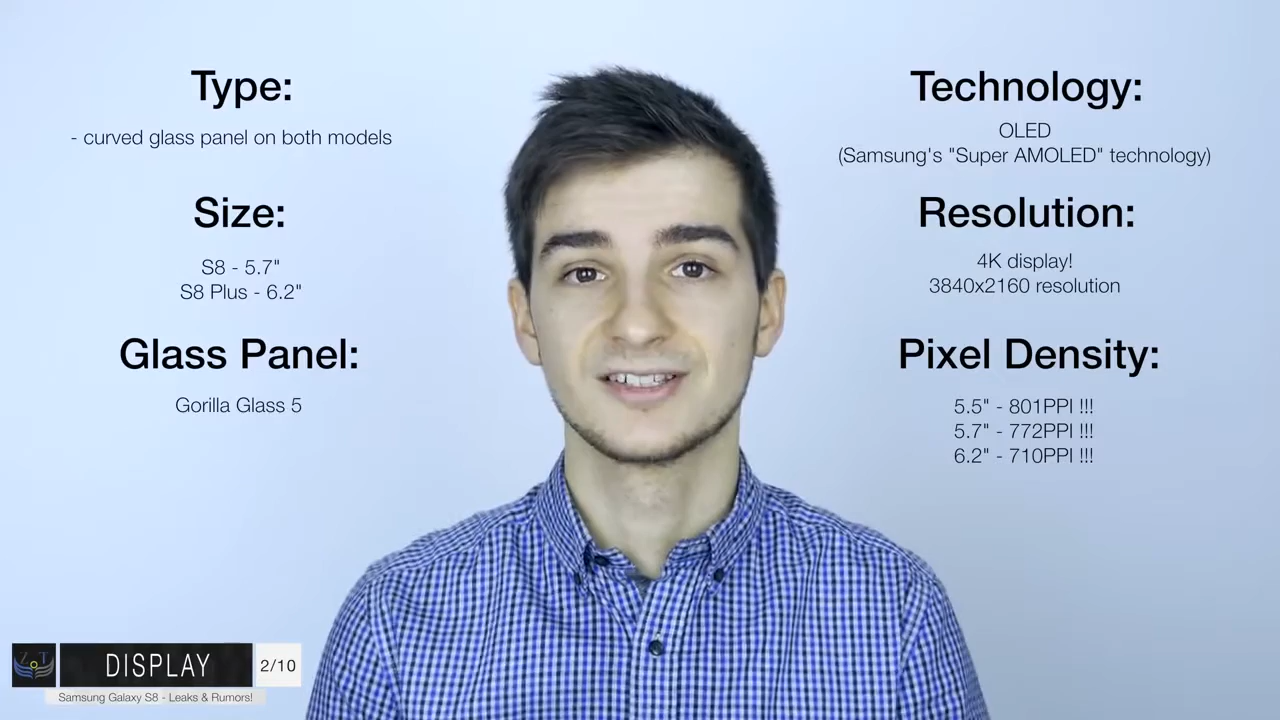 Type:
- curved glass panel on both models
Size:
S8 - 5.7"
S8 Plus - 6.2"
Glass Panel:
Gorilla Glass 5
Technology:
OLED
(Samsung's "Super AMOLED" technology)
Resolution:
4K display!
3840x2160 resolution
Pixel Density:
5.5" - 801PPI !!!
5.7" - 772PPI !!!
6.2" - 710PPI !!!
ZoT
DISPLAY
2/10
Samsung Galaxy S8 - Leaks & Rumors!